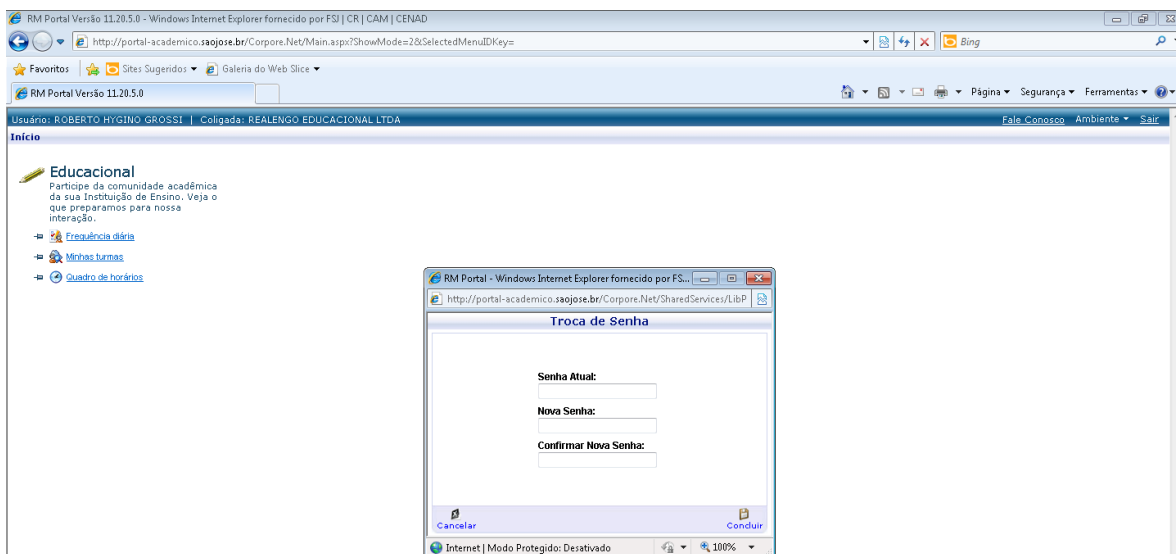 RM Portal Versão 11.20.5.0 - Windows Internet Explorer fornecido por FSJ | CR | CAM | CENAD
http://portal-academico.saojose.br/Corpore.Net/Main.aspx?ShowMode=2&SelectedMenuIDKey=
Bing
Favoritos Sites Sugeridos Galeria do Web Slice
RM Portal Versão 11.20.5.0
Página Segurança Ferramentas
Usuário: ROBERTO HYGINO GROSSI | Coligada: REALENGO EDUCACIONAL LTDA
Fale Conosco Ambiente Sair
Início
Educacional
Participe da comunidade acadêmica
da sua Instituição de Ensino. Veja o
que preparamos para nossa
interação.
Frequência diária
Minhas turmas
Quadro de horários
RM Portal - Windows Internet Explorer fornecido por FS...
http://portal-academico.saojose.br/Corpore.Net/SharedServices/LibP
Troca de Senha
Senha Atual:
Nova Senha:
Confirmar Nova Senha:
Cancelar Concluir
Internet | Modo Protegido: Desativado 100%